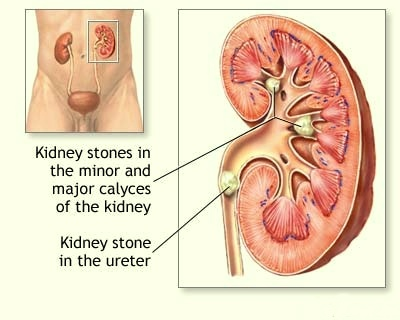 Kidney stones in
the minor and
major calyces
of the kidney
Kidney stone
in the ureter